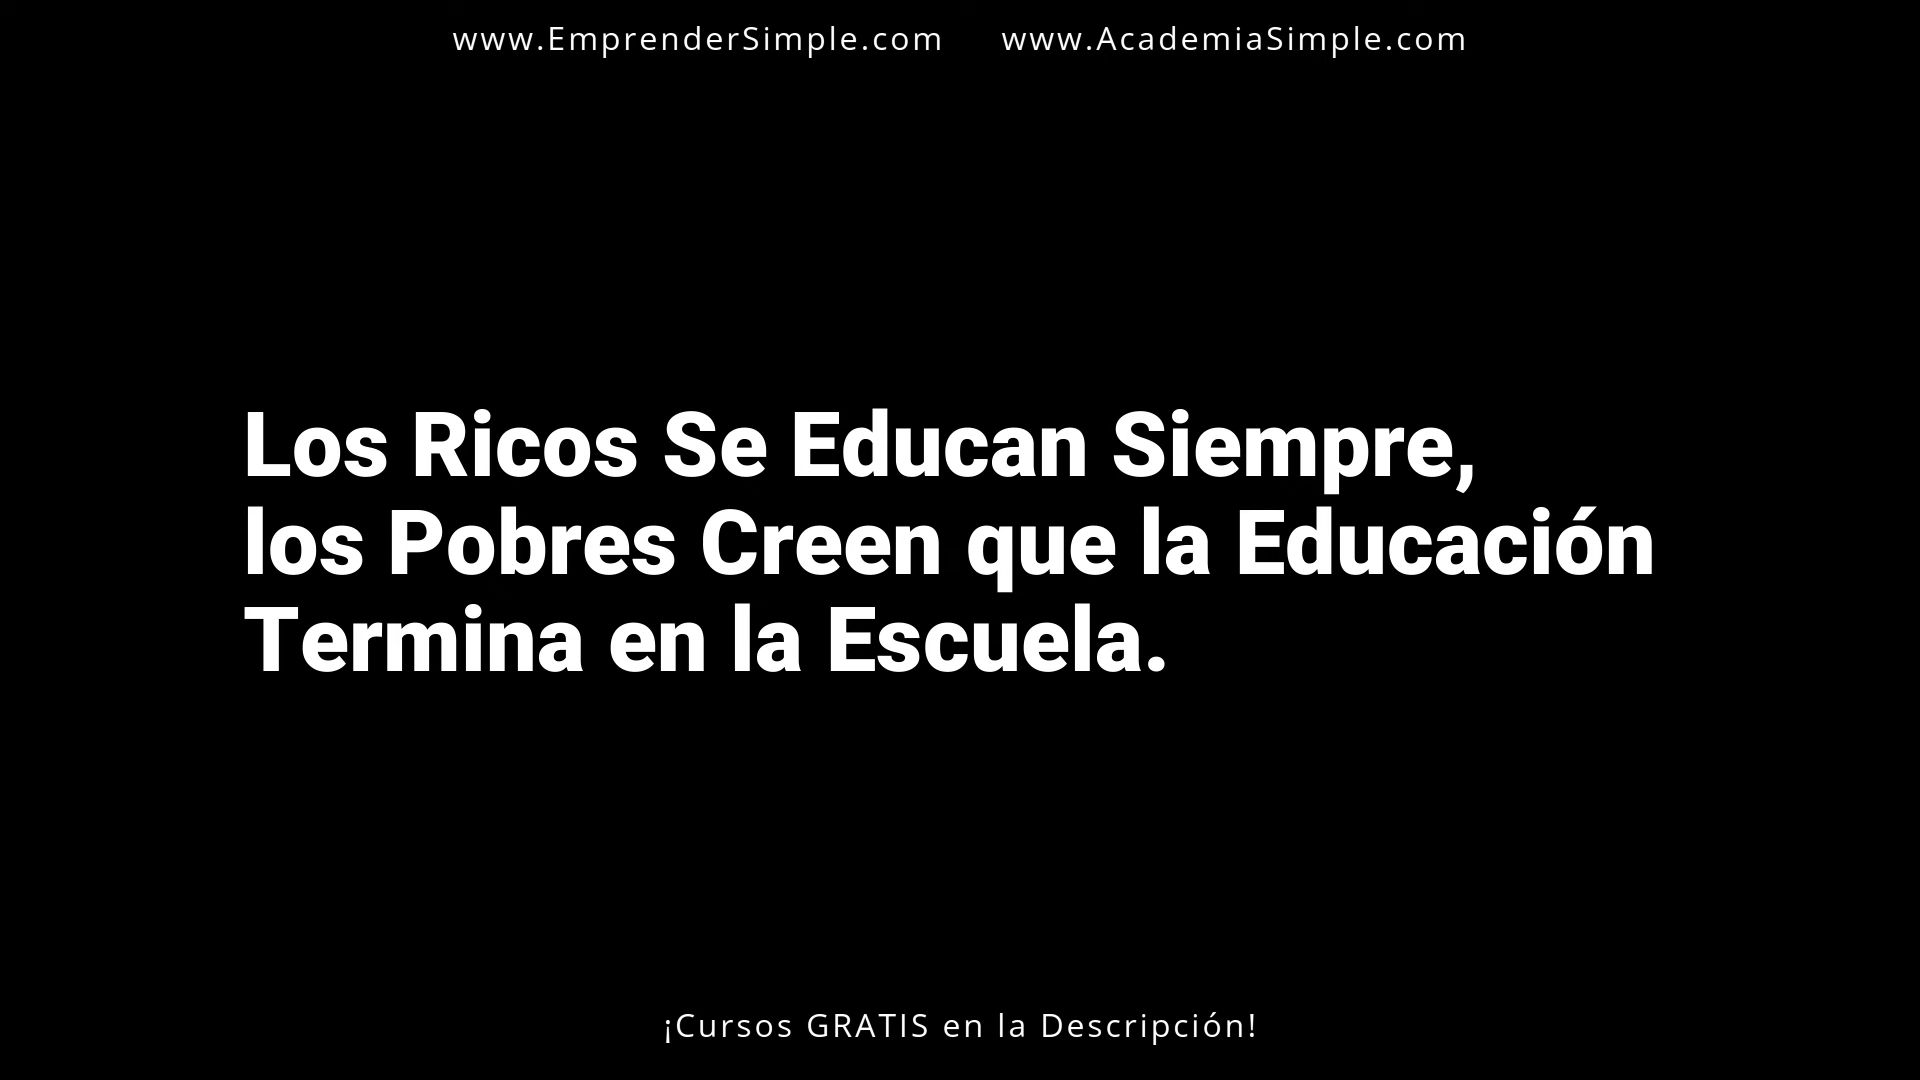 www.EmprenderSimple.com www.AcademiaSimple.com
Los Ricos Se Educan Siempre,
los Pobres Creen que la Educación
Termina en la Escuela.
¡Cursos GRATIS en la Descripción!